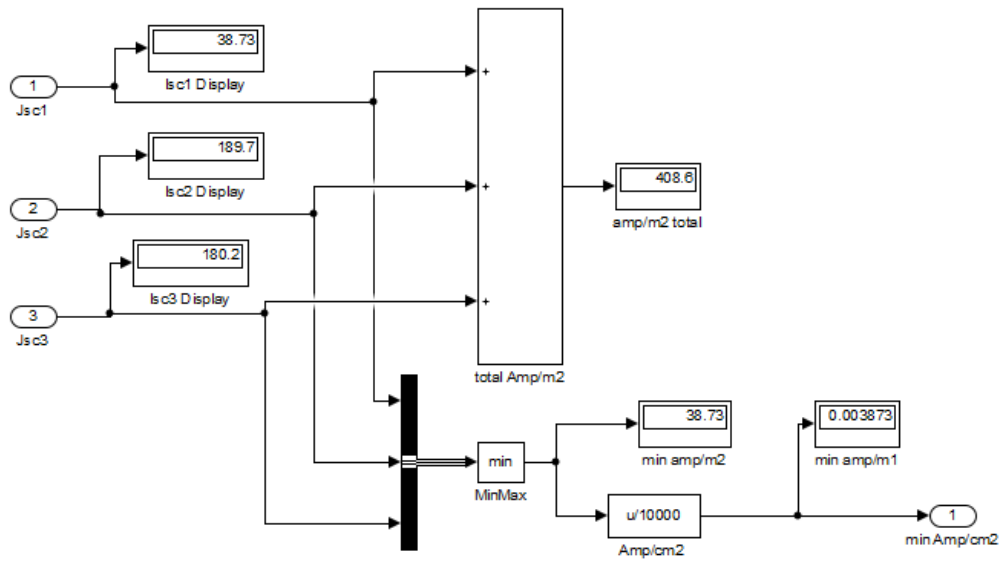 38.73
Isc1 Display
1
Jsc1
+
189.7
Isc2 Display
2
Jsc2
+
408.6
amp/m2 total
180.2
Isc3 Display
3
Jsc3
+
total Amp/m2
38.73
min amp/m2
0.003873
min amp/m1
min
MinMax
u/10000
Amp/cm2
1
min Amp/cm2